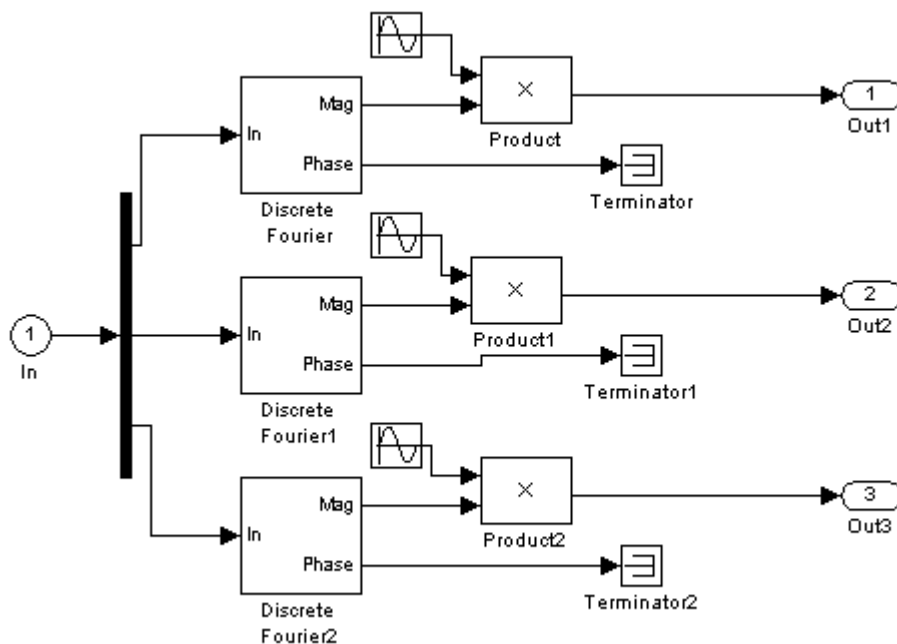 Mag
1
In
Out1
Product
Phase
Terminator
Discrete
Fourier
Mag
1
In
2
Out2
In
Product1
Phase
Terminator1
Discrete
Fourier1
Mag
3
In
Out3
Product2
Phase
Terminator2
Discrete
Fourier2